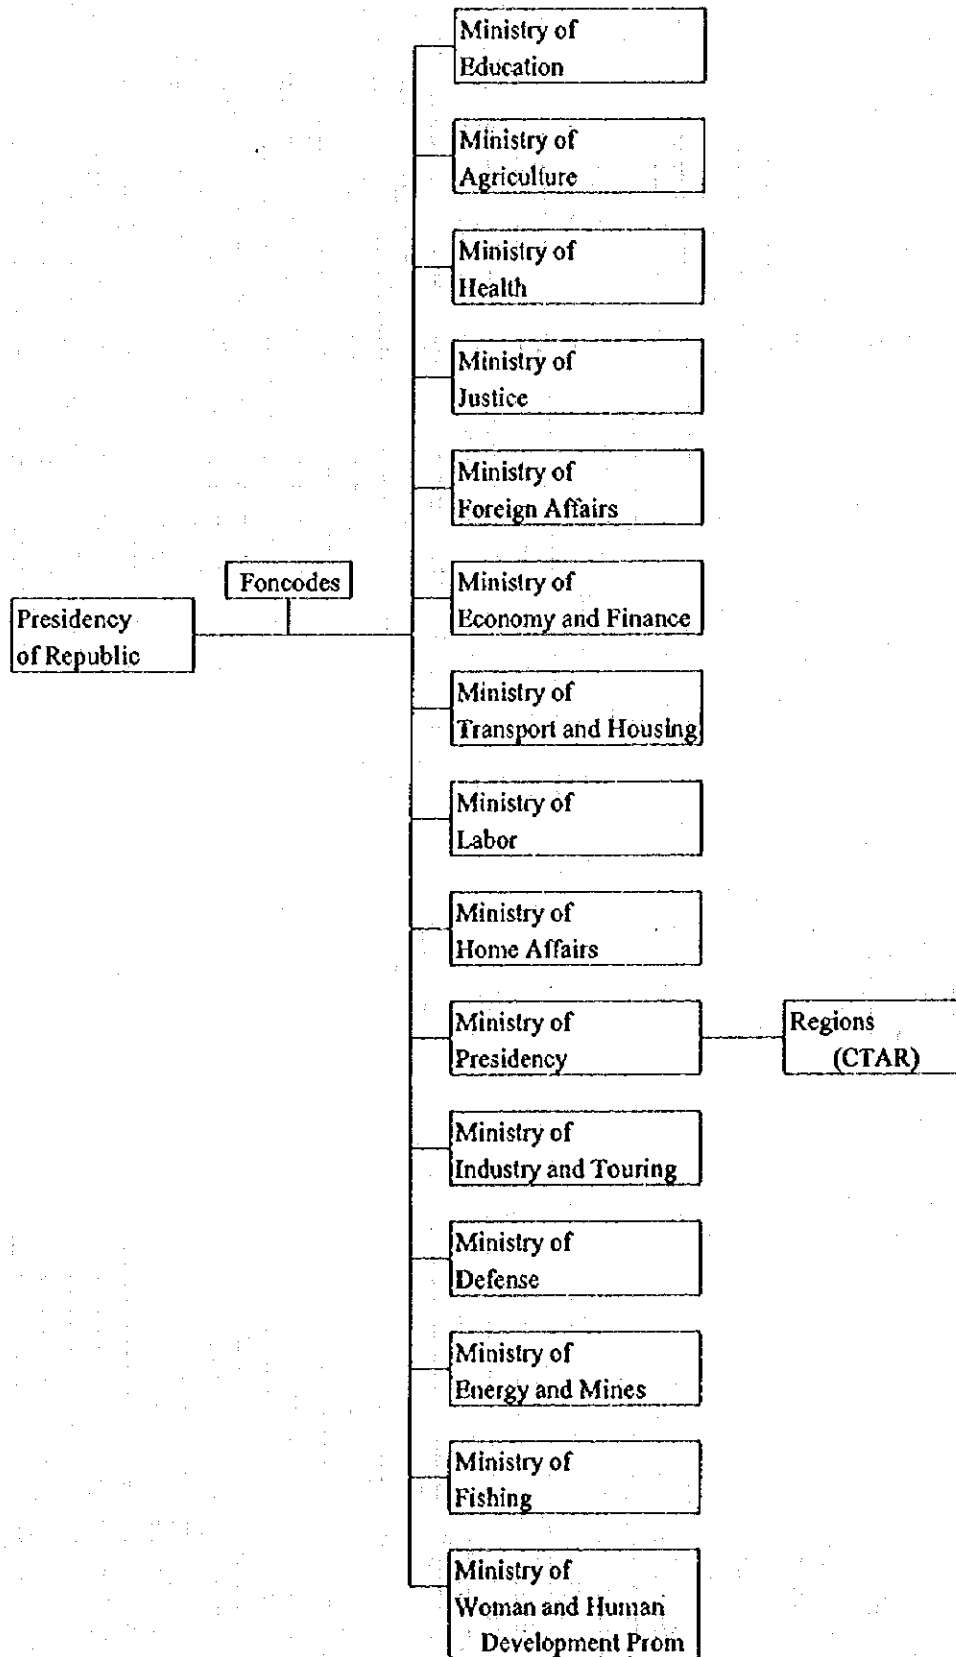 Ministry of
Education
Ministry of
Agriculture
Ministry of
Health
Ministry of
Justice
Ministry of
Foreign Affairs
Foncodes
Presidency
of Republic
Ministry of
Economy and Finance
Ministry of
Transport and Housing
Ministry of
Labor
Ministry of
Home Affairs
Ministry of
Presidency
Regions
(CTAR)
Ministry of
Industry and Touring
Ministry of
Defense
Ministry of
Energy and Mines
Ministry of
Fishing
Ministry of
Woman and Human
Development Prom